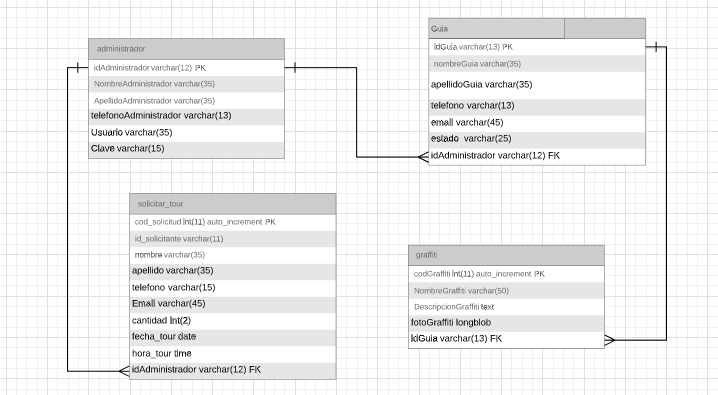 administrador
idAdministrador varchar(12) PK
NombreAdministrador varchar(35)
ApellidoAdministrador varchar(35)
telefonoAdministrador varchar(13)
Usuario varchar(35)
Clave varchar(15)
Guia
idGuia varchar(13) PK
nombreGuia varchar(35)
apellidoGuia varchar(35)
telefono varchar(13)
email varchar(45)
estado varchar(25)
idAdministrador varchar(12) FK
solicitar_tour
cod_solicitud Int(11) auto_increment PK
id_solicitante varchar(11)
nombre varchar(35)
apellido varchar(35)
telefono varchar(15)
Email varchar(45)
cantidad Int(2)
fecha_tour date
hora_tour time
idAdministrador varchar(12) FK
graffiti
codGraffiti Int(11) auto_increment PK
NombreGraffiti varchar(50)
DescripcionGraffiti text
fotoGraffiti longblob
IdGuia varchar(13) FK